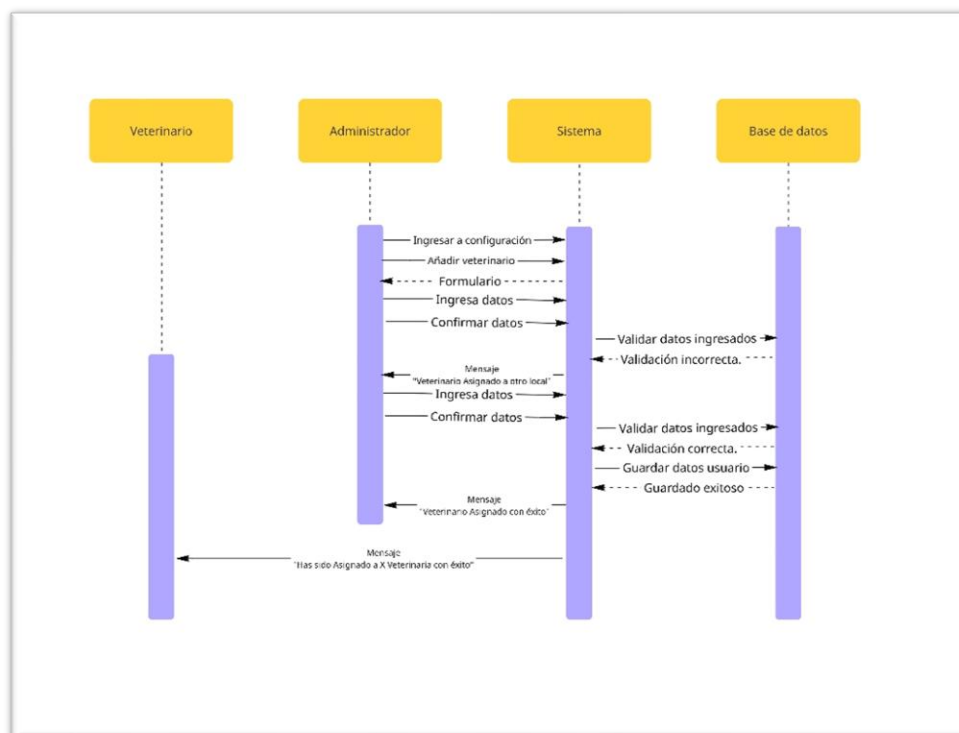 Veterinario
Administrador
Sistema
Base de datos
Ingresar a configuración
Añadir veterinario
Formulario
Ingresa datos
Confirmar datos
Validar datos ingresados
Validación incorrecta.
Mensaje
"Veterinario Asignado a otro local"
Ingresa datos
Confirmar datos
Validar datos ingresados
Validación correcta.
Guardar datos usuario
Guardado exitoso
Mensaje
"Veterinario Asignado con éxito"
Mensaje
"Has sido Asignado a X Veterinaria con éxito"